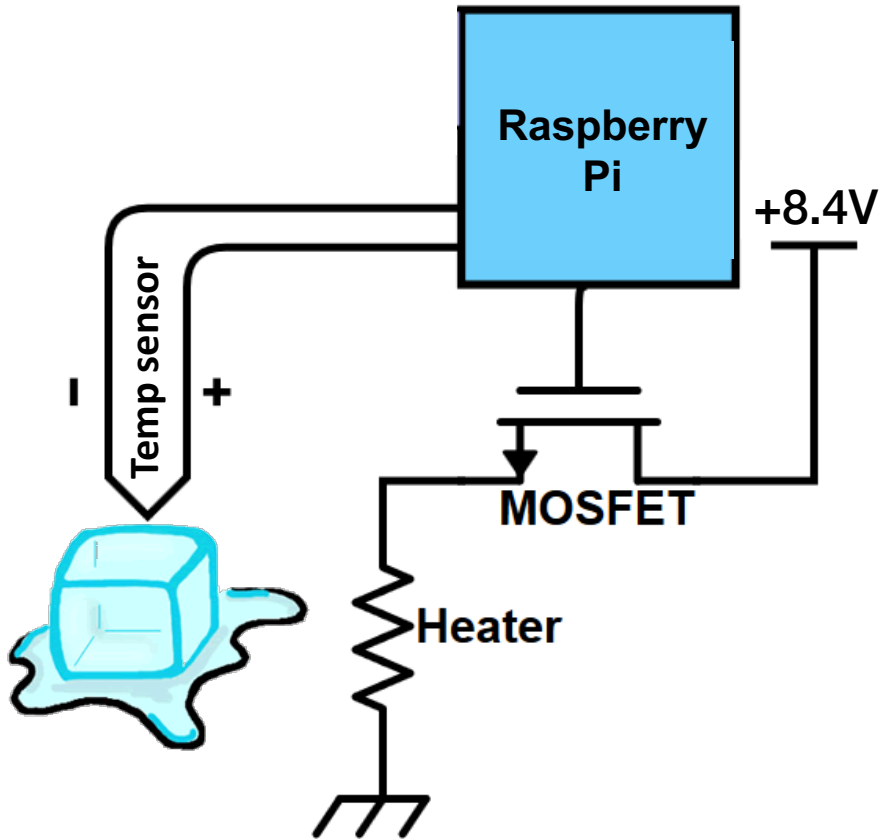 Raspberry
Pi
+8.4V
Temp sensor
-
+
MOSFET
Heater